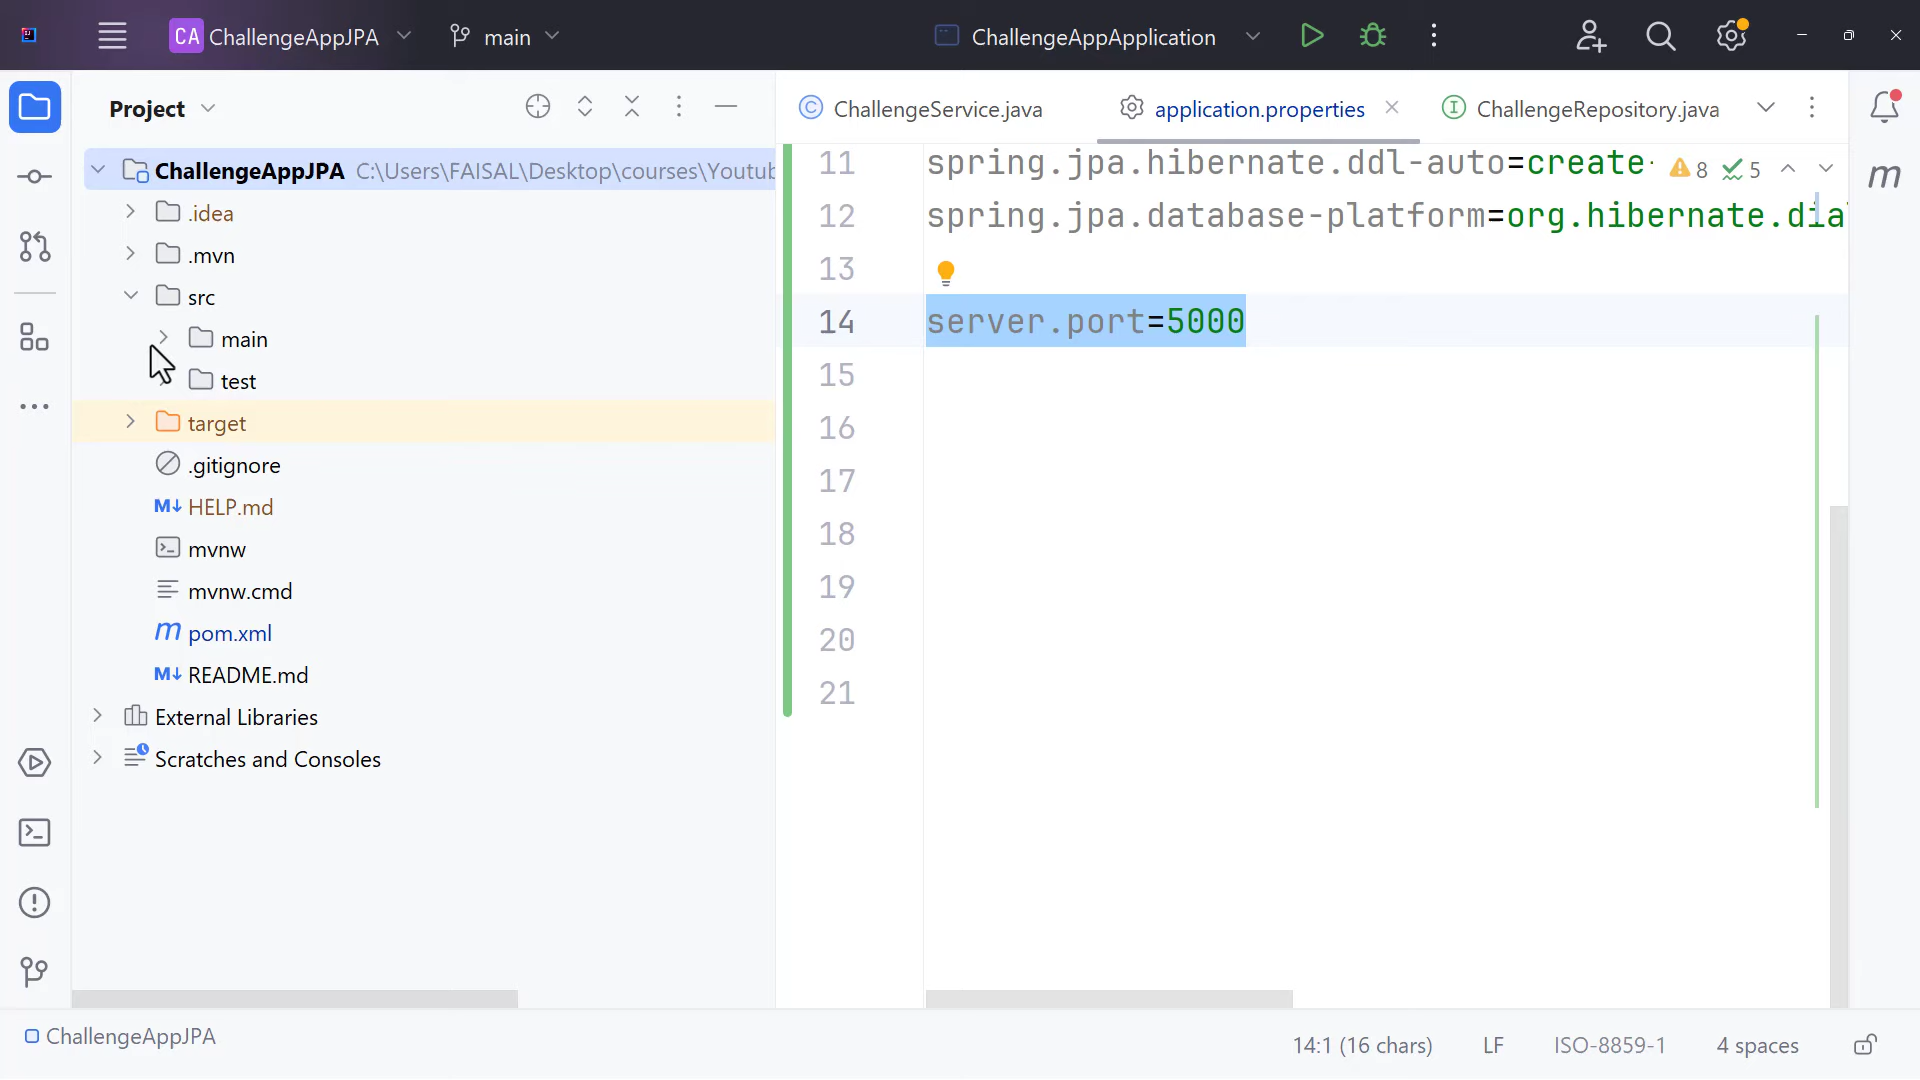 CA ChallengeAppJPA main ChallengeAppApplication
Project
ChallengeService.java application.properties ChallengeRepository.java
ChallengeAppJPA C:\Users\FAISAL\Desktop\courses\Youtub
.idea
.mvn
src
main
test
target
.gitignore
M↓ HELP.md
mvnw
mvnw.cmd
m pom.xml
M↓ README.md
External Libraries
Scratches and Consoles
11 spring.jpa.hibernate.ddl-auto=create- 8 5
12 spring.jpa.database-platform=org.hibernate.dia
13
14 server.port=5000
15
16
17
18
19
20
21
m
ChallengeAppJPA
14:1 (16 chars) LF ISO-8859-1 4 spaces